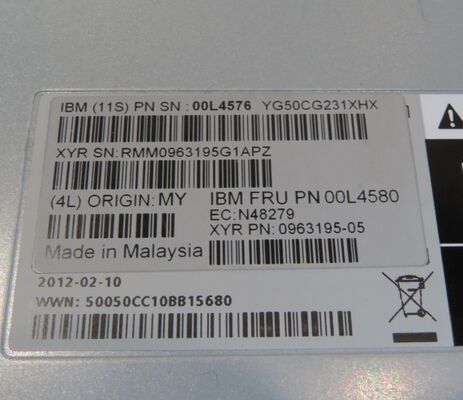 IBM (11S) PN SN : 00L4576 YG50CG231XHX
XYR SN:RMM0963195G1APZ
(4L) ORIGIN: MY IBM FRU PN 00L4580
EC:N48279
XYR PN: 0963195-05
Made in Malaysia
2012-02-10
WWN: 50050CC10BB15680